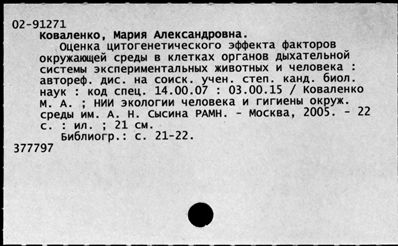 02-91271
Коваленко, Мария Александровна.
Оценка цитогенетического эффекта факторов
окружающей среды в клетках органов дыхательной
системы экспериментальных животных и человека :
автореф. дис. на соиск. учен. степ. канд. биол.
наук : код спец. 14.00.07 : 03.00.15 / Коваленко
М. А. ; НИИ экологии человека и гигиены окруж.
среды им. А. Н. Сысина РАМН. - Москва, 2005. - 22
с. : ил. ; 21 см.
Библиогр.: с. 21-22.
377797